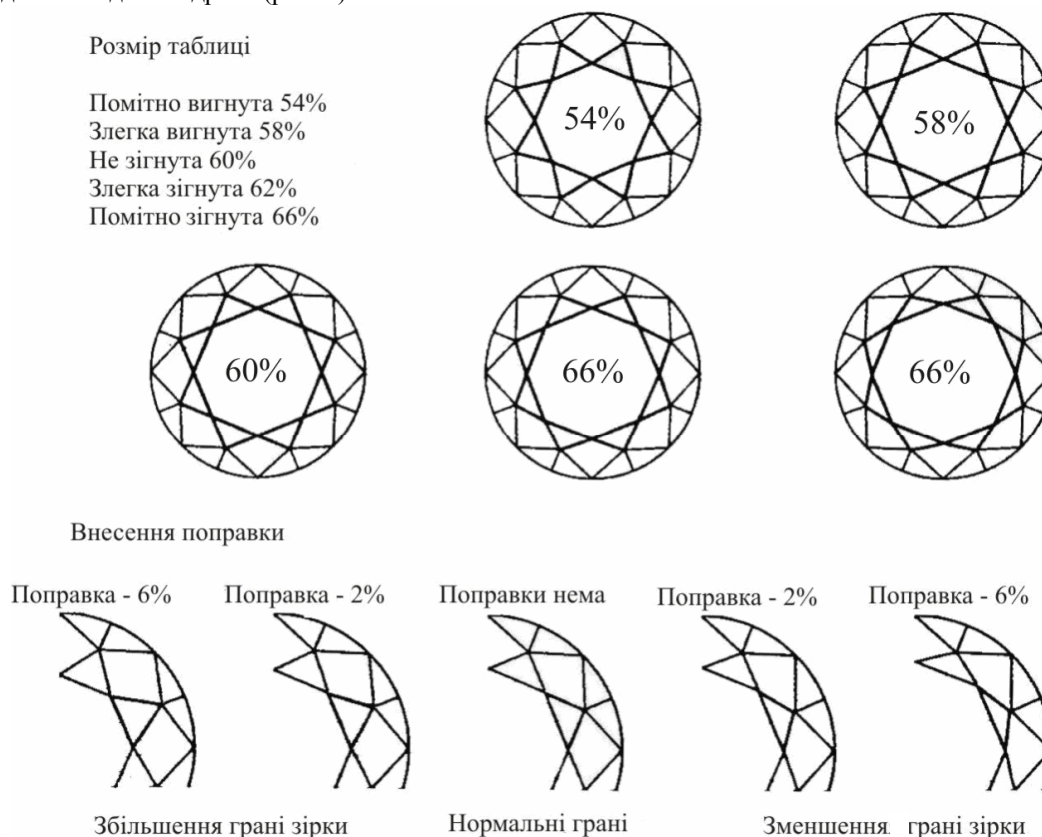 Розмір таблиці
Помітно вигнута 54%
Злегка вигнута 58%
Не зігнута 60%
Злегка зігнута 62%
Помітно зігнута 66%
54%
58%
60%
66%
66%
Внесення поправки
Поправка - 6%
Поправка - 2%
Поправки нема
Поправка - 2%
Поправка - 6%
Збільшення грані зірки
Нормальні грані
Зменшення грані зірки